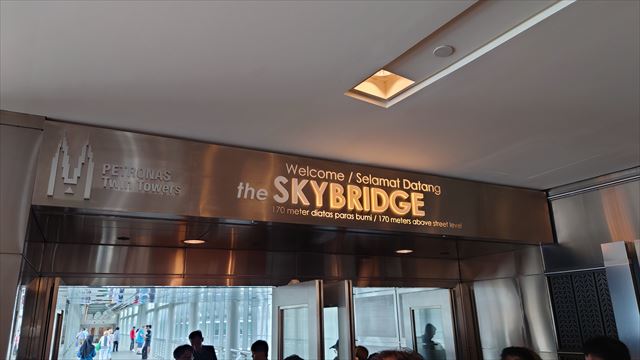 PETRONAS
Twin Towers
Welcome / Selamat Datang
the SKYBRIDGE
170 meter diatas paras bumi / 170 meters above street level